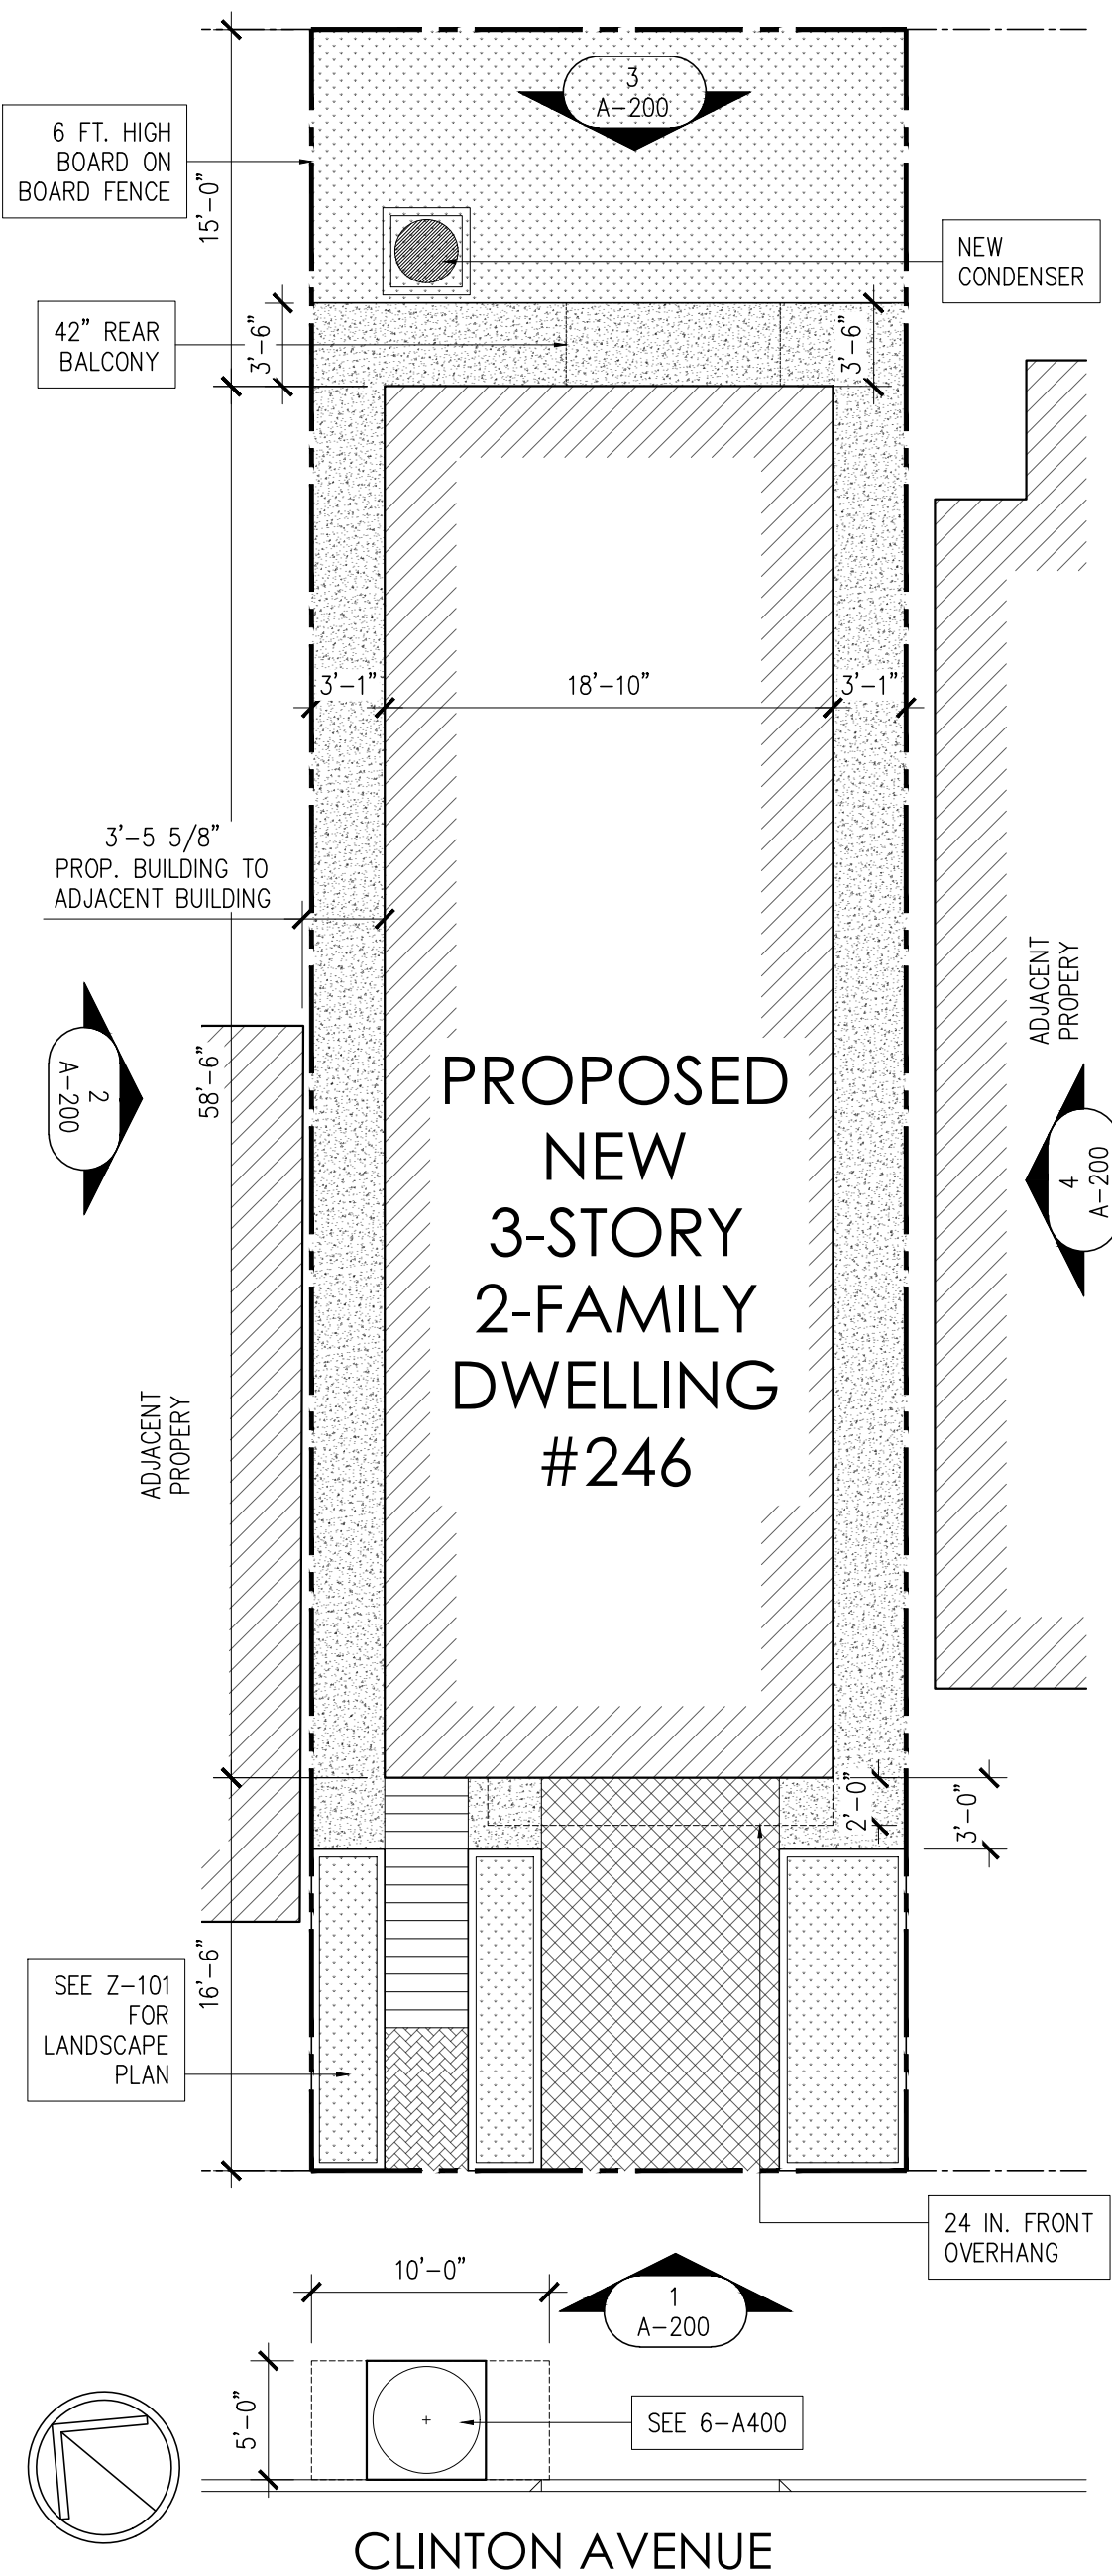 3
A-200
6 FT. HIGH
BOARD ON
BOARD FENCE
15'-0"
NEW
CONDENSER
42" REAR
BALCONY
3'-6"
3'-6"
3'-1"
18'-10"
3'-1"
3'-5 5/8"
PROP. BUILDING TO
ADJACENT BUILDING
ADJACENT
PROPERY
2
A-200
58'-6"
4
A-200
PROPOSED
NEW
3-STORY
2-FAMILY
DWELLING
#246
ADJACENT
PROPERY
2'-0"
3'-0"
SEE Z-101
FOR
LANDSCAPE
PLAN
16'-6"
24 IN. FRONT
OVERHANG
10'-0"
1
A-200
5'-0"
SEE 6-A400
CLINTON AVENUE